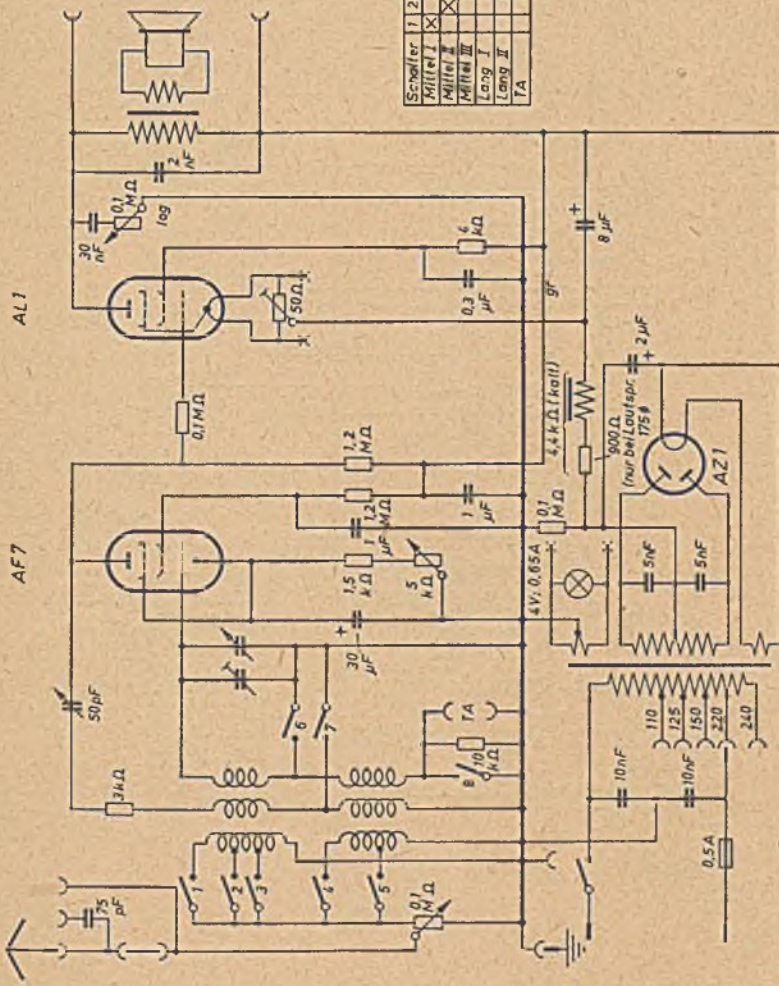 AF7
AL1
75 pF
3kΩ
50pF
0,1 MΩ
30 nF
0,1 MΩ
log
2 nF
1
2
3
4
5
6
7
8
0,1 MΩ
10 kΩ
TA
30 µF
+
1,5 kΩ
5 kΩ
1 µF
1,2 MΩ
1,2 MΩ
1 µF
50Ω
0,3 µF
gr
8 µF
+
0,1 MΩ
4V; 0,65A
4,4 kΩ (kalt)
900Ω
(nur bei Lautspr. 175 ϕ
2 µF
+
AZ1
5nF
5nF
110
125
150
220
240
10nF
10nF
0,5A
Schalter 1 2
Mittel I X
Mittel II X
Mittel III
Lang I
Lang II
TA